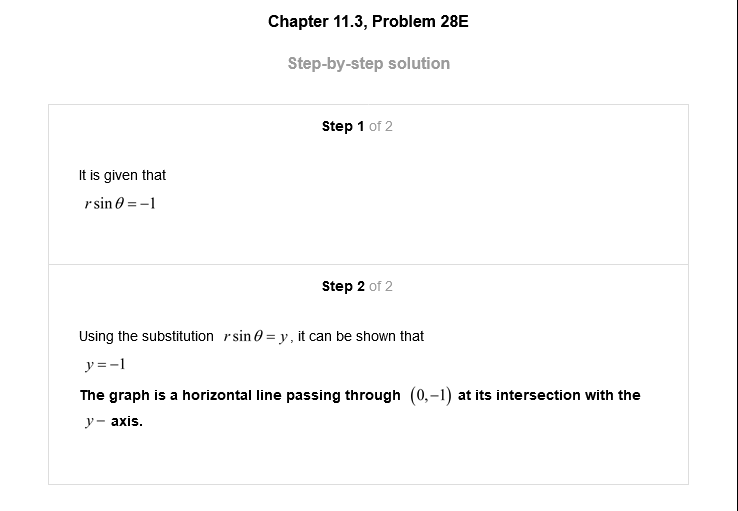 Chapter 11.3, Problem 28E
Step-by-step solution
Step 1 of 2
It is given that
r sin θ = −1
Step 2 of 2
Using the substitution r sin θ = y, it can be shown that
y = −1
The graph is a horizontal line passing through (0,−1) at its intersection with the
y− axis.